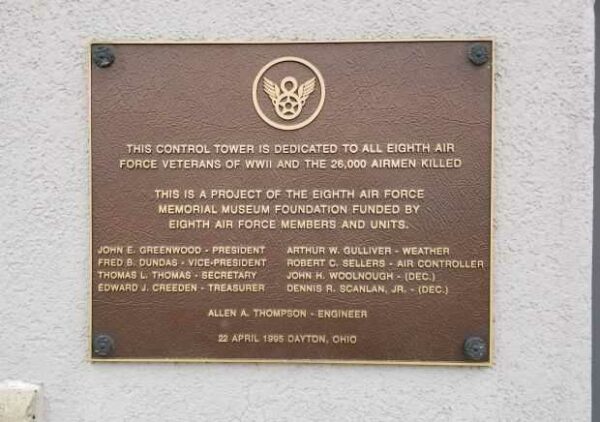 THIS CONTROL TOWER IS DEDICATED TO ALL EIGHTH AIR
FORCE VETERANS OF WWII AND THE 26,000 AIRMEN KILLED
THIS IS A PROJECT OF THE EIGHTH AIR FORCE
MEMORIAL MUSEUM FOUNDATION FUNDED BY
EIGHTH AIR FORCE MEMBERS AND UNITS.
JOHN E. GREENWOOD - PRESIDENT
FRED B. DUNDAS - VICE-PRESIDENT
THOMAS L. THOMAS - SECRETARY
EDWARD J. CREEDEN - TREASURER
ARTHUR W. GULLIVER - WEATHER
ROBERT C. SELLERS - AIR CONTROLLER
JOHN H. WOOLNOUGH - (DEC.)
DENNIS R. SCANLAN, JR. - (DEC.)
ALLEN A. THOMPSON - ENGINEER
22 APRIL 1995 DAYTON, OHIO